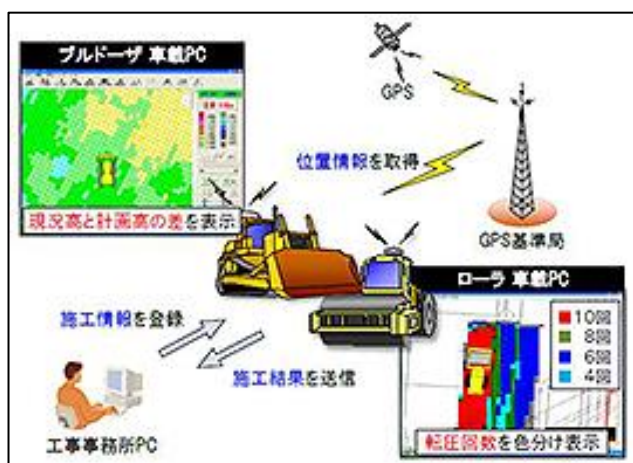 ブルドーザ 車載PC
現況高と計画高の差を表示
GPS
位置情報を取得
GPS基準局
ローラ 車載PC
10回
8回
6回
4回
転圧回数を色分け表示
施工情報を登録
施工結果を送信
工事事務所PC